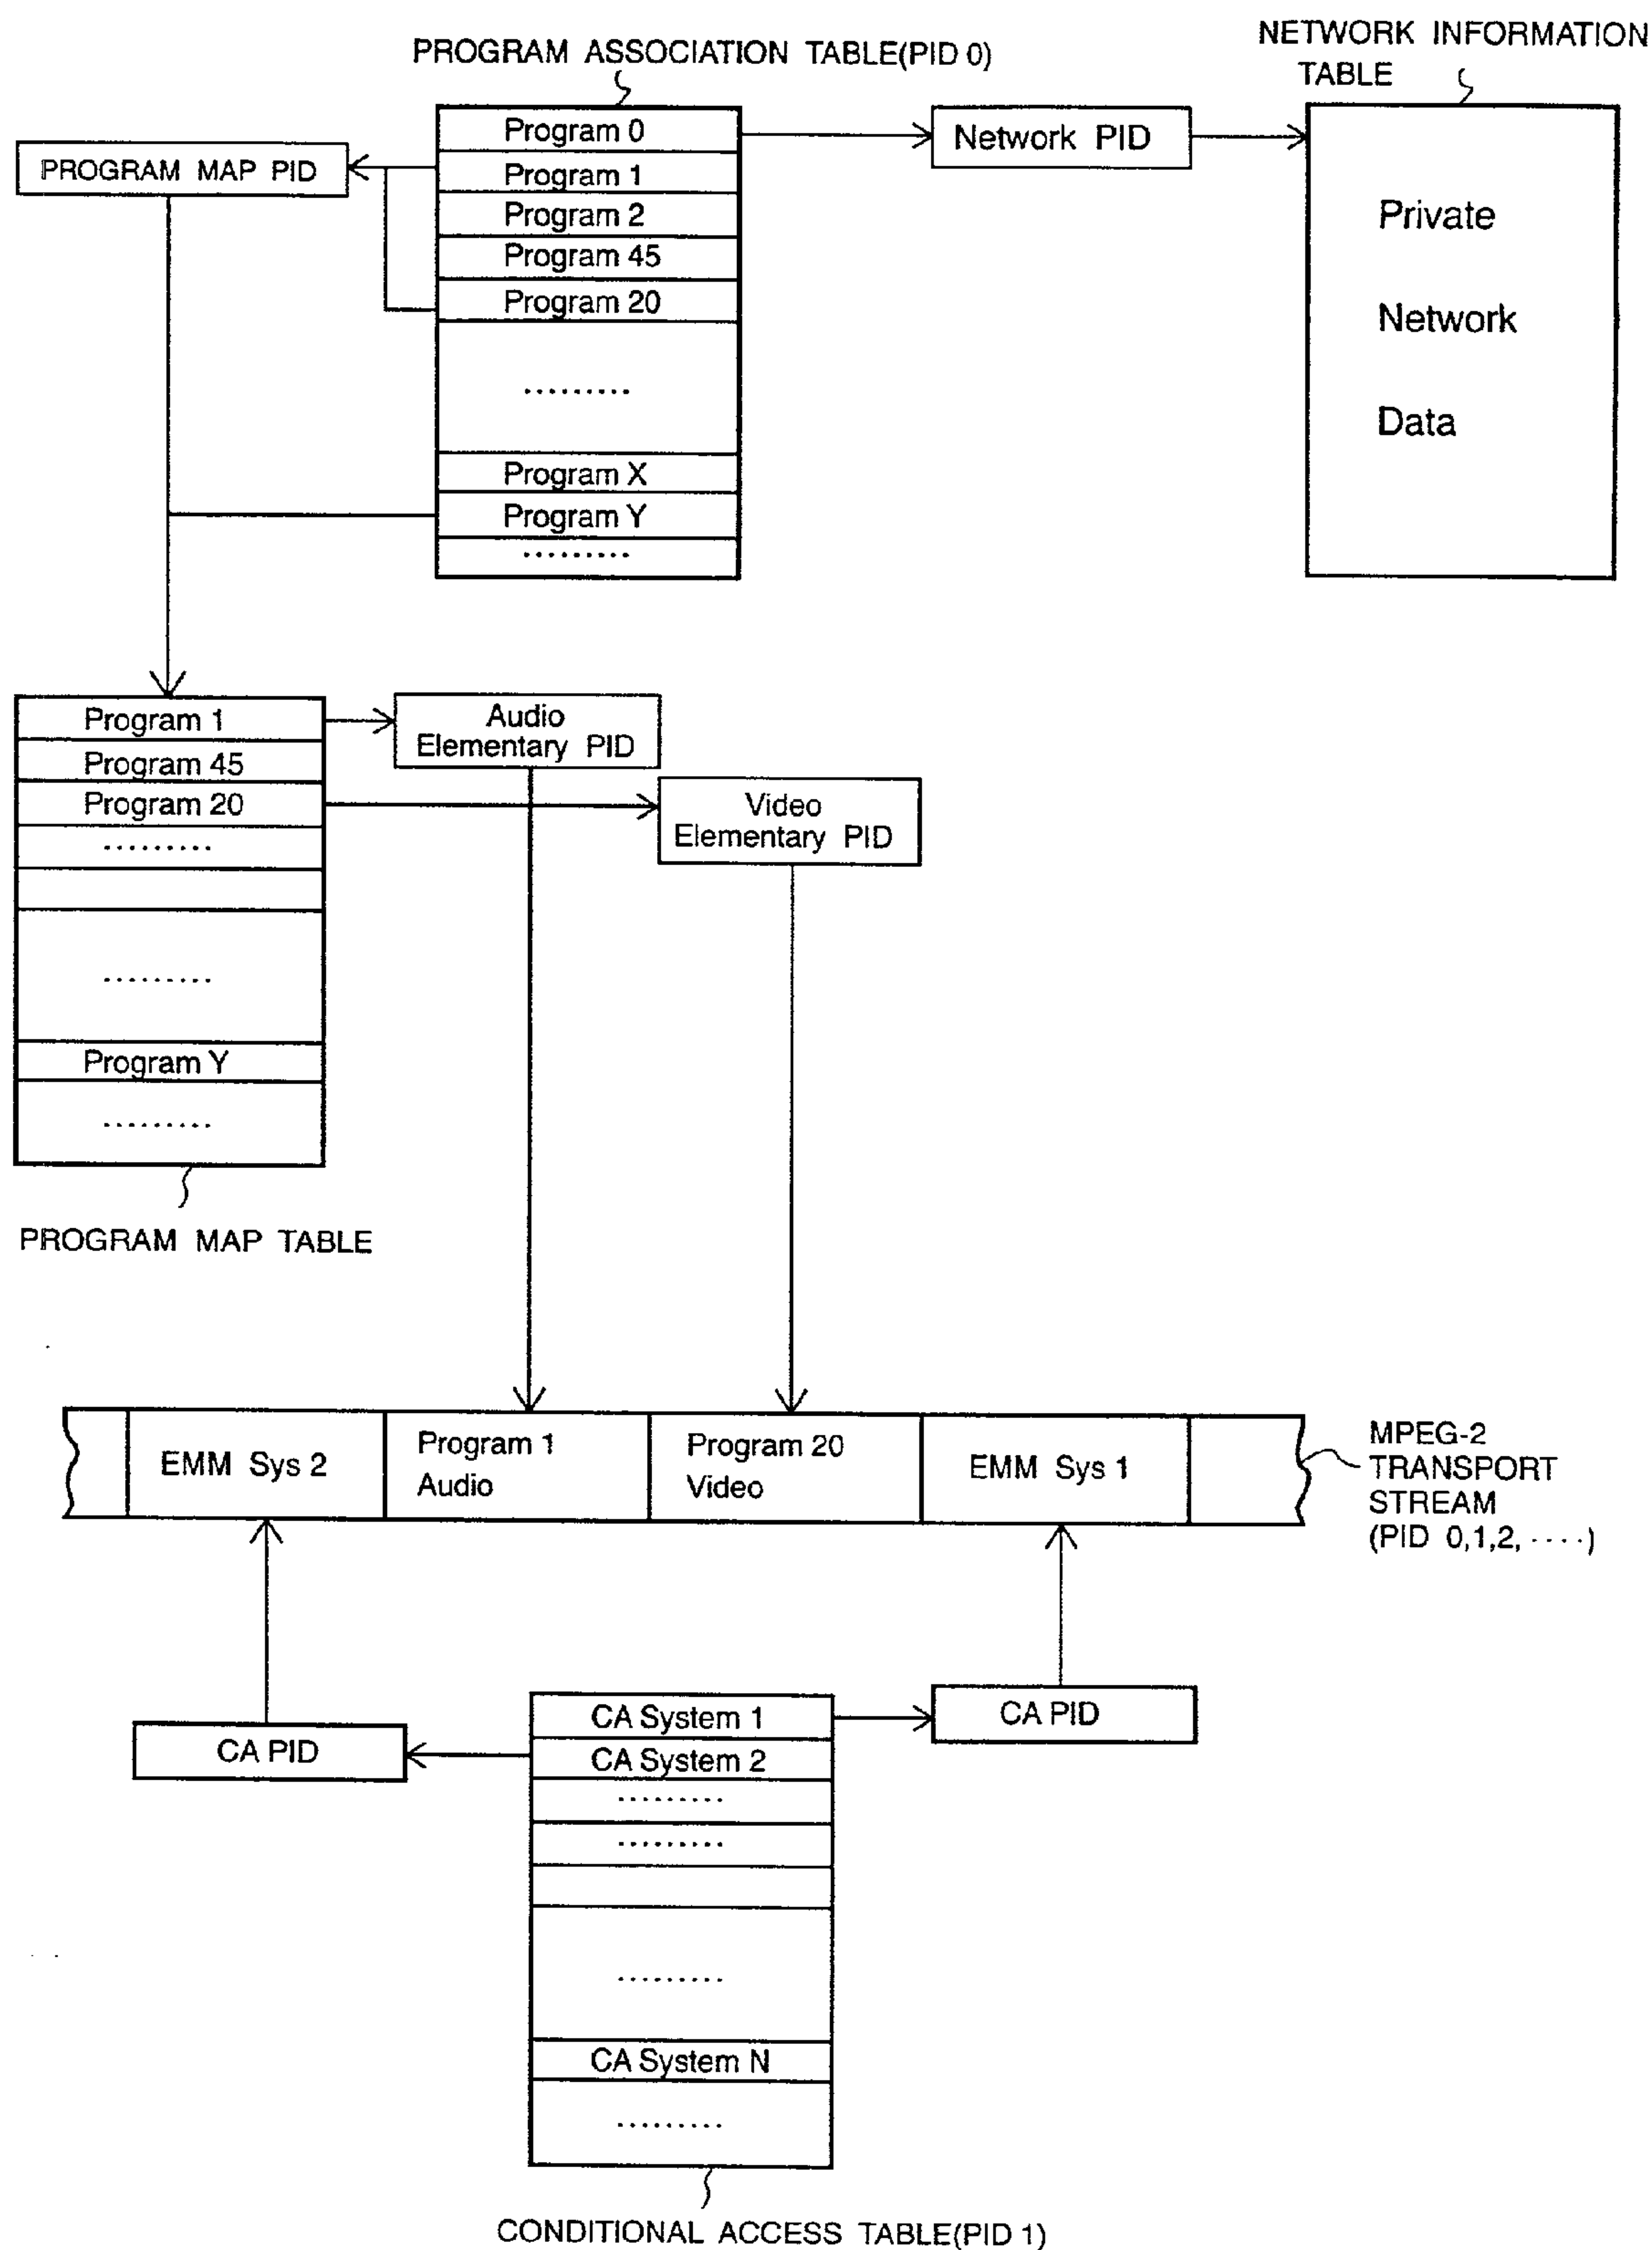 PROGRAM ASSOCIATION TABLE(PID 0)
NETWORK INFORMATION
TABLE
PROGRAM MAP PID
Program 0
Program 1
Program 2
Program 45
Program 20
.........
Program X
Program Y
.........
Network PID
Private
Network
Data
Program 1
Program 45
Program 20
.........
.........
Program Y
.........
PROGRAM MAP TABLE
Audio
Elementary PID
Video
Elementary PID
EMM Sys 2
Program 1
Audio
Program 20
Video
EMM Sys 1
MPEG-2
TRANSPORT
STREAM
(PID 0,1,2, ····)
CA PID
CA System 1
CA System 2
.........
.........
.........
CA System N
.........
CA PID
CONDITIONAL ACCESS TABLE(PID 1)